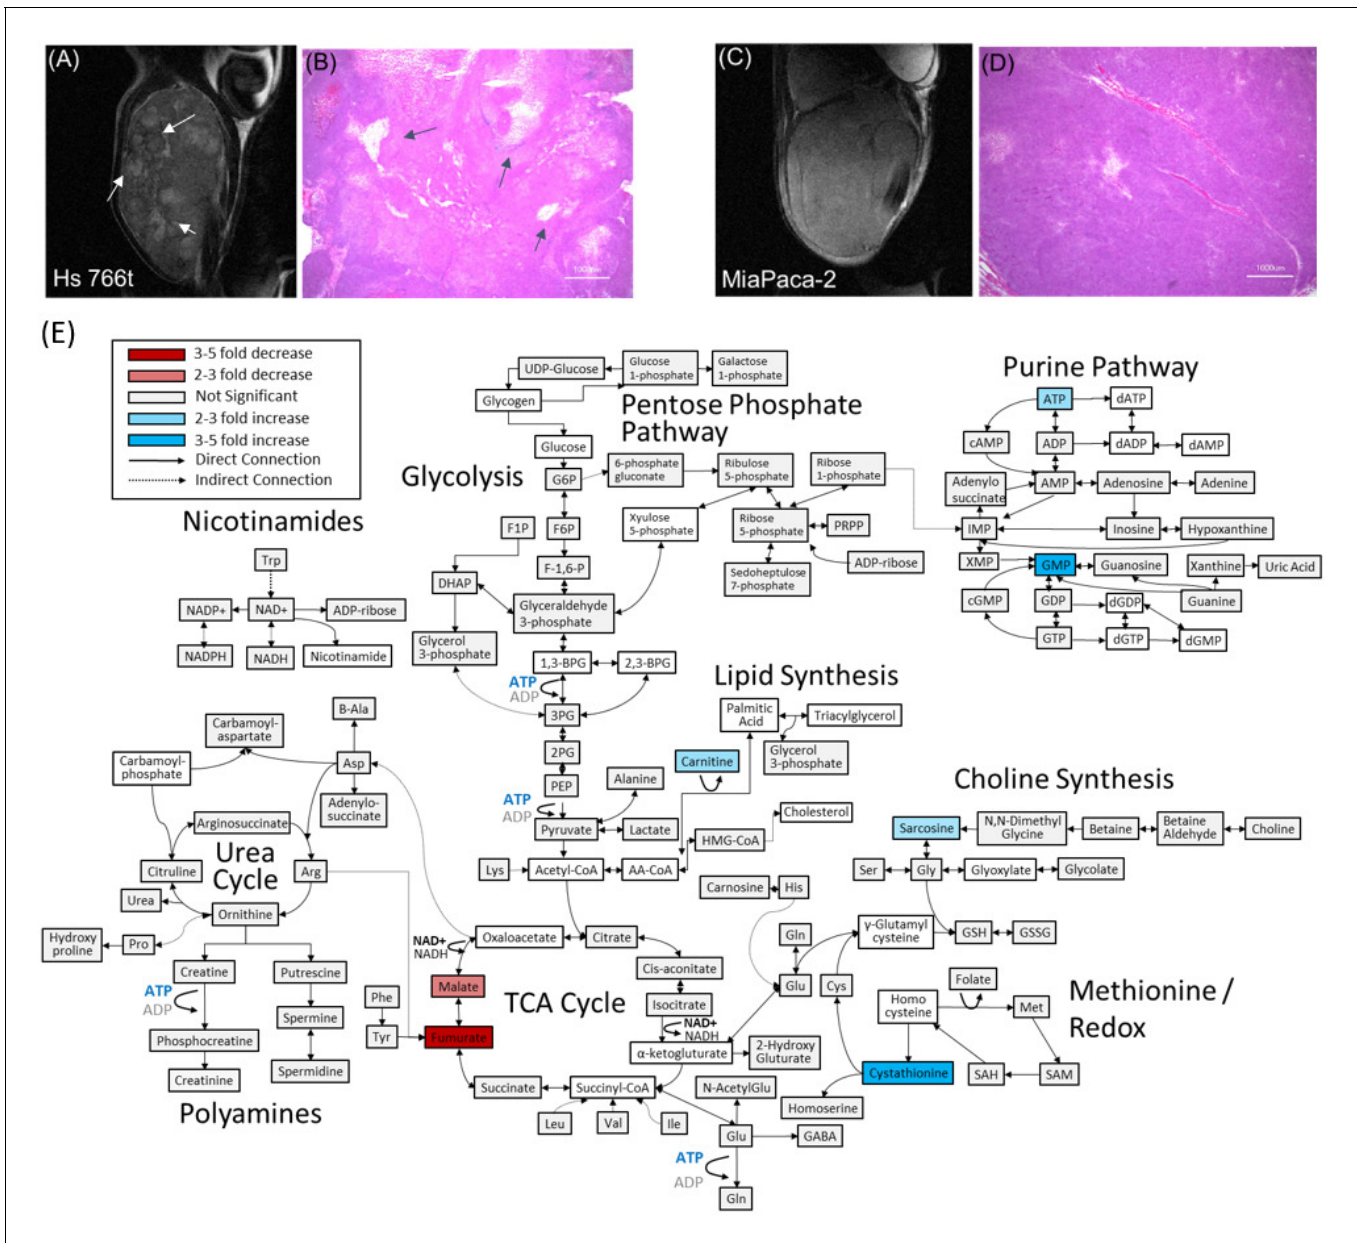 (A)
Hs 766t
(B)
(C)
MiaPaca-2
(D)
1000um
(E)
3-5 fold decrease
2-3 fold decrease
Not Significant
2-3 fold increase
3-5 fold increase
Direct Connection
Indirect Connection
Nicotinamides
Trp
NADP+
NAD+
ADP-ribose
NADPH
NADH
Nicotinamide
Glycolysis
UDP-Glucose
Glucose
1-phosphate
Galactose
1-phosphate
Glycogen
Glucose
G6P
F1P
F6P
F-1,6-P
DHAP
Glyceraldehyde
3-phosphate
Glycerol
3-phosphate
1,3-BPG
2,3-BPG
ATP
ADP
3PG
2PG
PEP
ATP
ADP
Alanine
Pyruvate
Lactate
Lys
Acetyl-CoA
AA-CoA
Pentose Phosphate
Pathway
6-phosphate
gluconate
Ribulose
5-phosphate
Ribose
1-phosphate
Xyulose
5-phosphate
Ribose
5-phosphate
PRPP
ADP-ribose
Sedoheptulose
7-phosphate
Purine Pathway
ATP
dATP
cAMP
ADP
dADP
dAMP
Adenylo
succinate
AMP
Adenosine
Adenine
IMP
Inosine
Hypoxanthine
XMP
GMP
Guanosine
Xanthine
Uric Acid
cGMP
GDP
dGDP
Guanine
GTP
dGTP
dGMP
Lipid Synthesis
Palmitic
Acid
Triacylglycerol
Glycerol
3-phosphate
Carnitine
Cholesterol
HMG-CoA
Carnosine
His
Choline Synthesis
Sarcosine
N,N-Dimethyl
Glycine
Betaine
Betaine
Aldehyde
Choline
Ser
Gly
Glyoxylate
Glycolate
γ-Glutamyl
cysteine
GSH
GSSG
Gln
Glu
Cys
Methionine /
Redox
Folate
Homo
cysteine
Met
Cystathionine
SAH
SAM
Homoserine
B-Ala
Carbamoyl-
aspartate
Carbamoyl-
phosphate
Asp
Adenylo-
succinate
Arginosuccinate
Urea
Cycle
Citruline
Arg
Urea
Ornithine
Hydroxy
proline
Pro
Creatine
Putrescine
ATP
ADP
Spermine
Phosphocreatine
Creatinine
Spermidine
Polyamines
Phe
Tyr
TCA Cycle
NAD+
NADH
Oxaloacetate
Citrate
Malate
Cis-aconitate
Isocitrate
NAD+
NADH
Fumurate
α-ketogluturate
2-Hydroxy
Gluturate
Succinate
Succinyl-CoA
N-AcetylGlu
Leu
Val
Ile
Glu
GABA
ATP
ADP
Gln